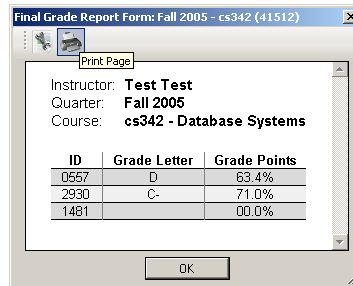 Final Grade Report Form: Fall 2005 - cs342 (41512)
Print Page
Instructor: Test Test
Quarter: Fall 2005
Course: cs342 - Database Systems
ID Grade Letter Grade Points
0557 D 63.4%
2930 C- 71.0%
1481 00.0%
OK